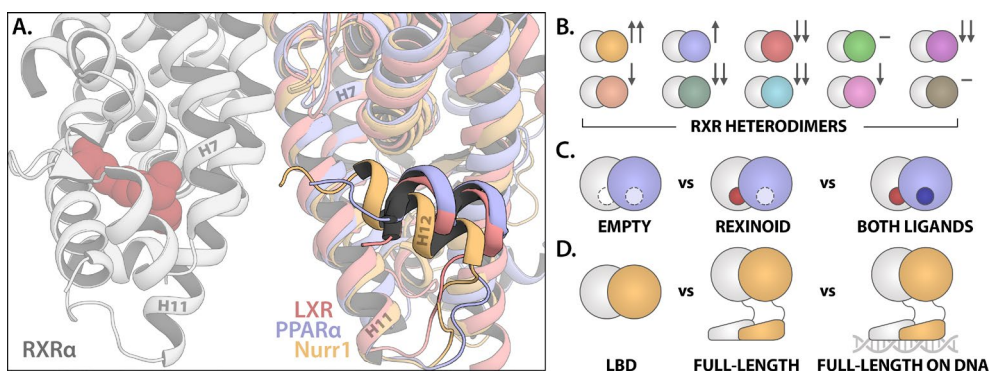 A.
H7
H7
H12
H11
H11
RXRα
LXR
PPARα
Nurr1
B.
RXR HETERODIMERS
C.
vs
vs
EMPTY
REXINOID
BOTH LIGANDS
D.
vs
vs
LBD
FULL-LENGTH
FULL-LENGTH ON DNA